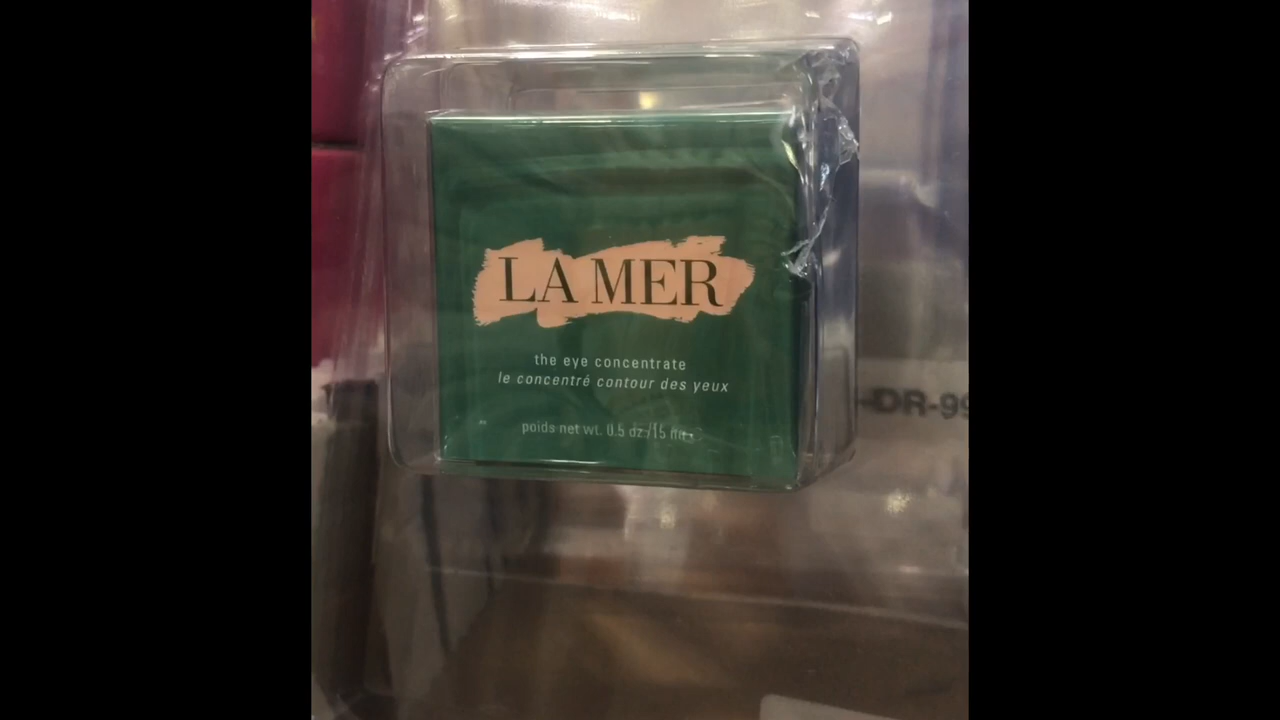 LA MER
the eye concentrate
le concentré contour des yeux
poids net wt. 0.5 oz./15 ml
DR-99